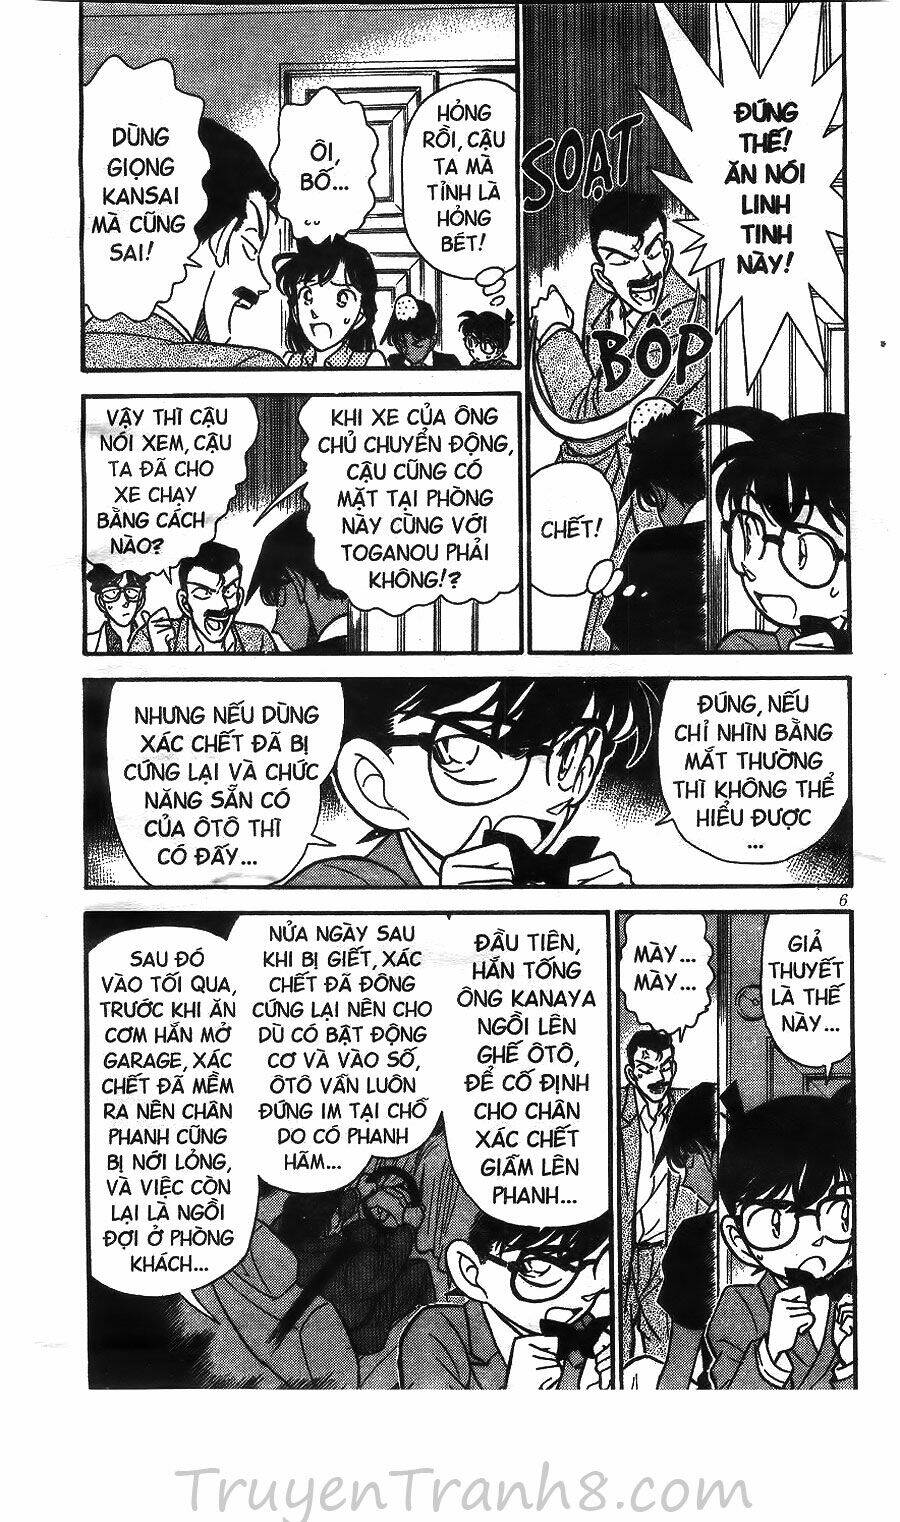 ĐÚNG
THẾ!
ĂN NÓI
LINH
TINH
NÀY!
SOẠT
BỐP
CHẾT!
HỎNG
RỒI, CẬU
TA MÀ
TỈNH LÀ
HỎNG
BÉT!
ÔI,
BỐ...
DÙNG
GIỌNG
KANSAI
MÀ CŨNG
SAI!
KHI XE CỦA ÔNG
CHỦ CHUYỂN ĐỘNG,
CẬU CŨNG CÓ
MẶT TẠI PHÒNG
NÀY CÙNG VỚI
TOGANOU PHẢI
KHÔNG!?
VẬY THÌ CẬU
NÓI XEM, CẬU
TA ĐÃ CHO
XE CHẠY
BẰNG CÁCH
NÀO?
ĐÚNG, NẾU
CHỈ NHÌN BẰNG
MẮT THƯỜNG
THÌ KHÔNG THỂ
HIỂU ĐƯỢC
...
NHƯNG NẾU DÙNG
XÁC CHẾT ĐÃ BỊ
CỨNG LẠI VÀ CHỨC
NĂNG SẴN CÓ
CỦA ÔTÔ THÌ
CÓ ĐẤY...
6
GIẢ
THUYẾT
LÀ THẾ
NÀY...
MÀY...
MÀY...
ĐẦU TIÊN,
HẮN TỐNG
ÔNG KANAYA
NGỒI LÊN
GHẾ ÔTÔ,
ĐỂ CỐ ĐỊNH
CHO CHÂN
XÁC CHẾT
GIẪM LÊN
PHANH...
NỬA NGÀY SAU
KHI BỊ GIẾT, XÁC
CHẾT ĐÃ ĐÔNG
CỨNG LẠI NÊN CHO
DÙ CÓ BẬT ĐỘNG
CƠ VÀ VÀO SỐ,
ÔTÔ VẪN LUÔN
ĐỨNG IM TẠI CHỖ
DO CÓ PHANH
HÃM...
SAU ĐÓ
VÀO TỐI QUA,
TRƯỚC KHI ĂN
CƠM HẮN MỞ
GARAGE, XÁC
CHẾT ĐÃ MỀM
RA NÊN CHÂN
PHANH CŨNG
BỊ NỚI LỎNG,
VÀ VIỆC CÒN
LẠI LÀ NGỒI
ĐỢI Ở PHÒNG
KHÁCH...
TruyenTranh8.com